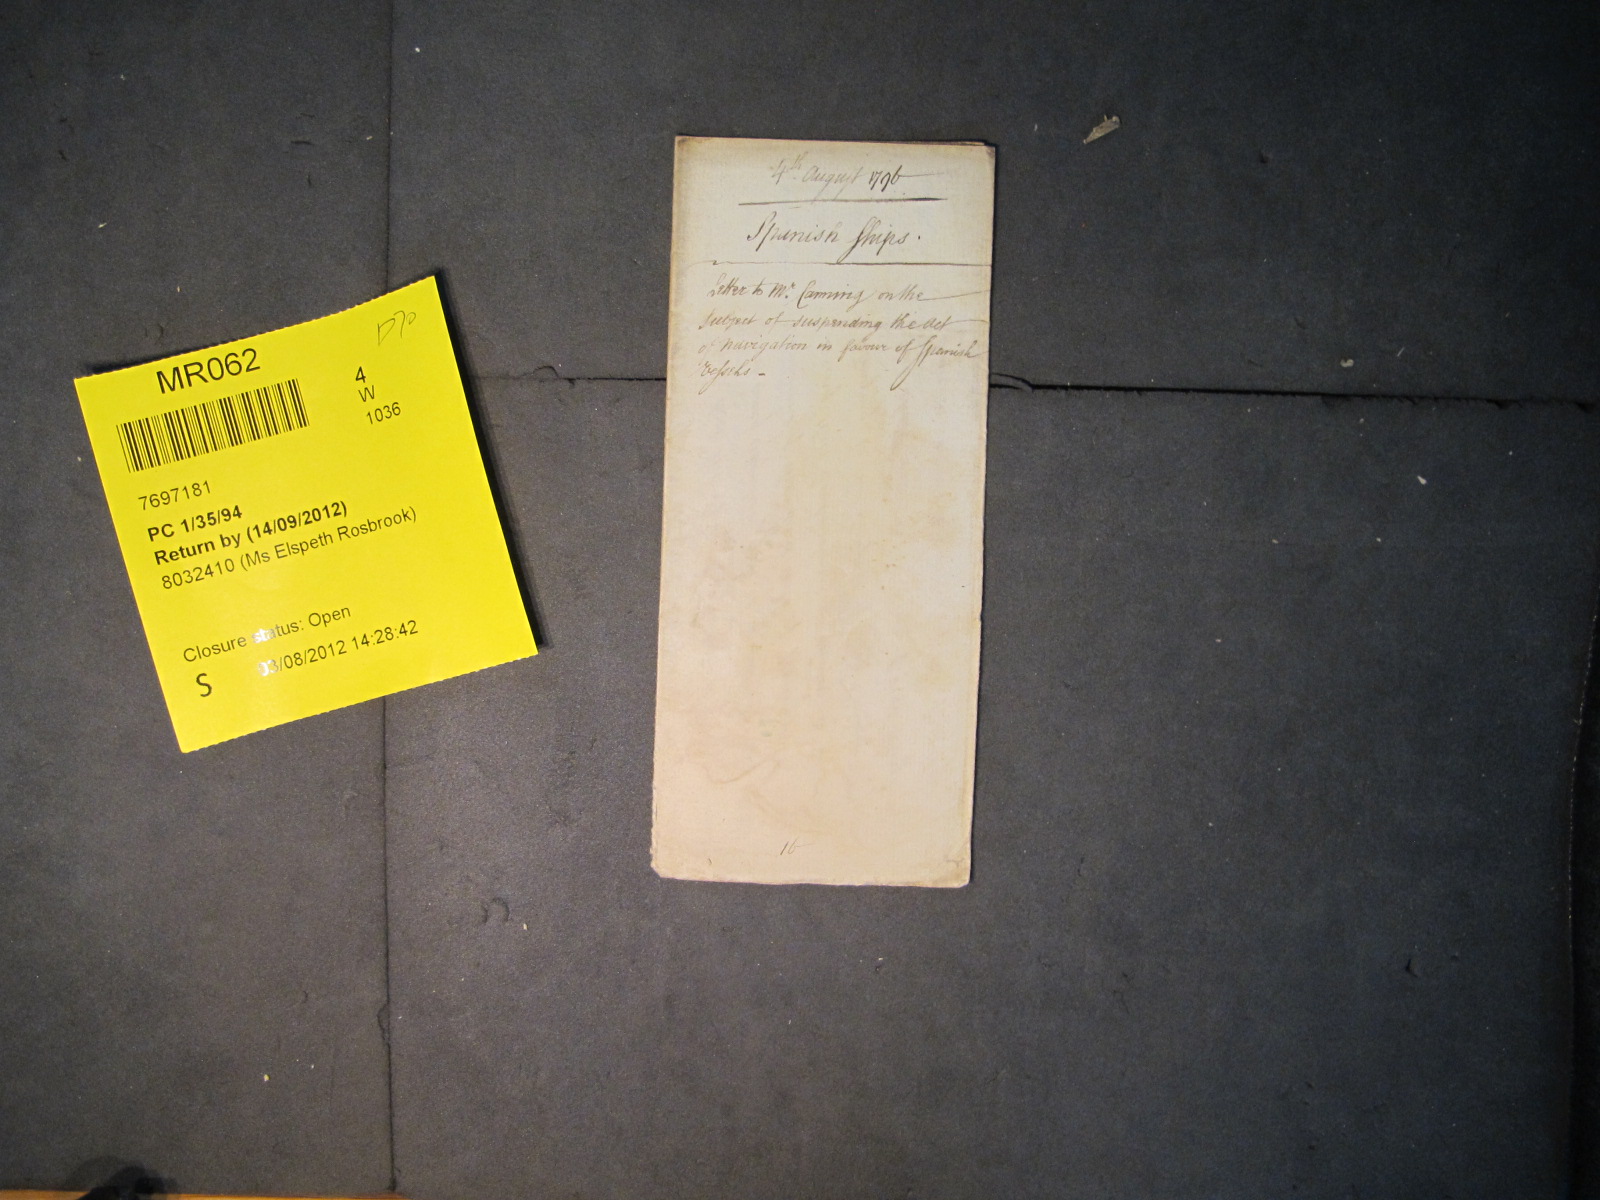 MR062
4
W
1036
7697181
PC 1/35/94
Return by (14/09/2012)
8032410 (Ms Elspeth Rosbrook)
Closure status: Open
03/08/2012 14:28:42
S
4th August 1796
Spanish Ships.
Letter to Mr. Canning on the
subject of suspending the Act
of Navigation in favour of Spanish
Vessels -
16